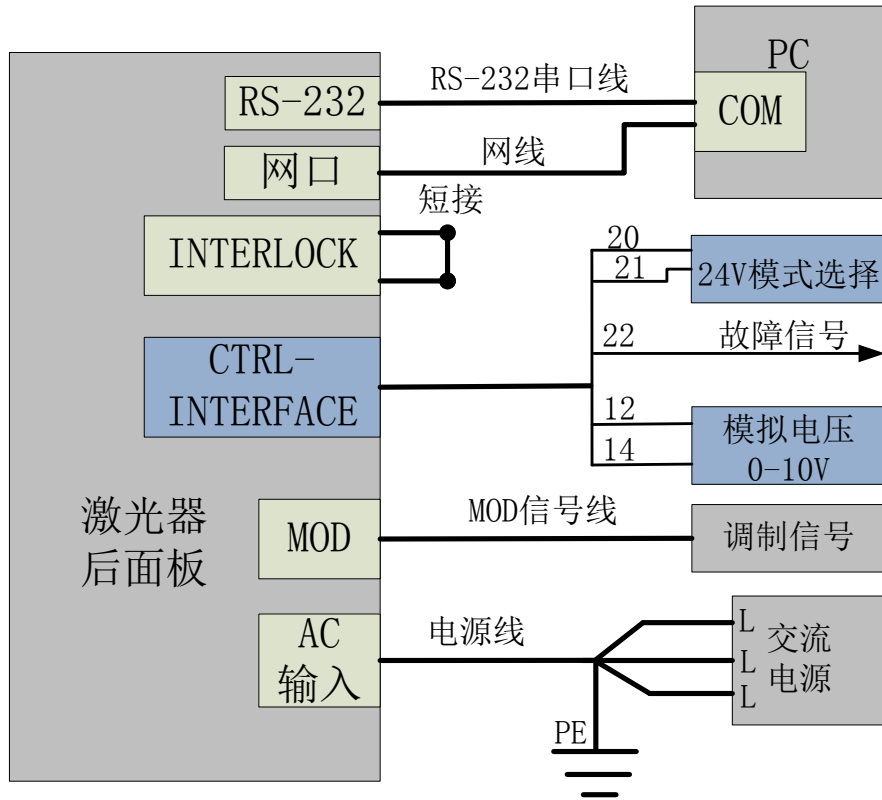 PC
RS-232
RS-232串口线
COM
网口
网线
短接
INTERLOCK
20
21
24V模式选择
CTRL-
INTERFACE
22
故障信号
12
14
模拟电压
0-10V
激光器
后面板
MOD
MOD信号线
调制信号
AC
输入
电源线
L
L
L
交流
电源
PE